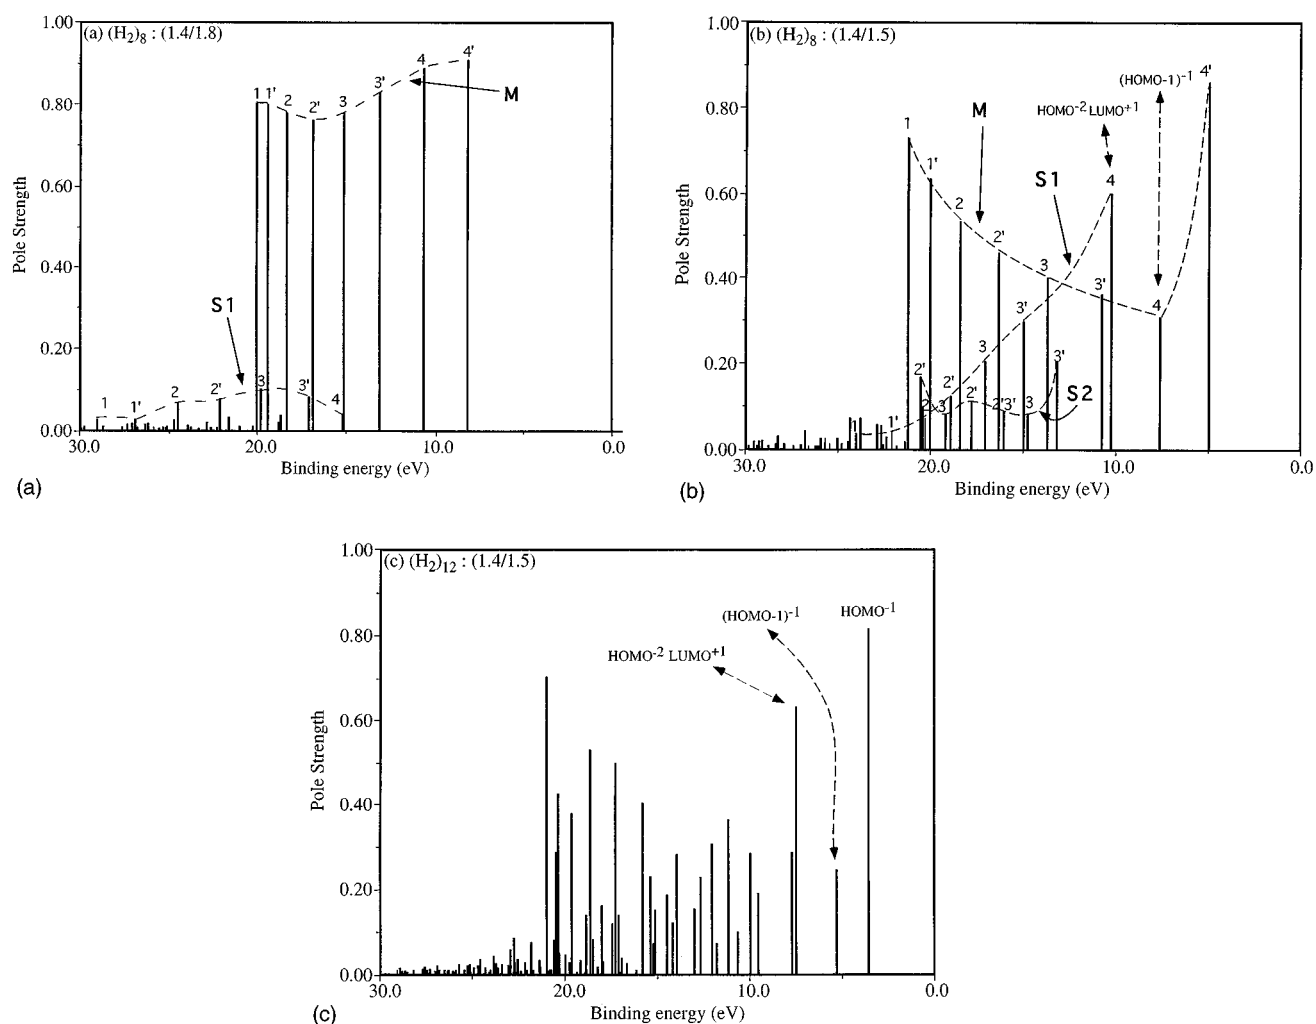 (a) (H2)8 : (1.4/1.8)
1.00
0.80
0.60
0.40
0.20
0.00
Pole Strength
1 1' 2 2' 3 3' 4 4'
M
S1
1 1' 2 2' 3 3' 4
30.0 20.0 10.0 0.0
Binding energy (eV)
(a)
(b) (H2)8 : (1.4/1.5)
1.00
0.80
0.60
0.40
0.20
0.00
Pole Strength
(HOMO-1)-1
4'
HOMO-2 LUMO+1
M
S1
1 1' 2 2' 3 3' 4
4
3'
3
2'
S2
2' 2 3 2' 2' 3' 3 3'
1 1'
30.0 20.0 10.0 0.0
Binding energy (eV)
(b)
(c) (H2)12 : (1.4/1.5)
1.00
0.80
0.60
0.40
0.20
0.00
Pole Strength
(HOMO-1)-1
HOMO-1
HOMO-2 LUMO+1
30.0 20.0 10.0 0.0
Binding energy (eV)
(c)